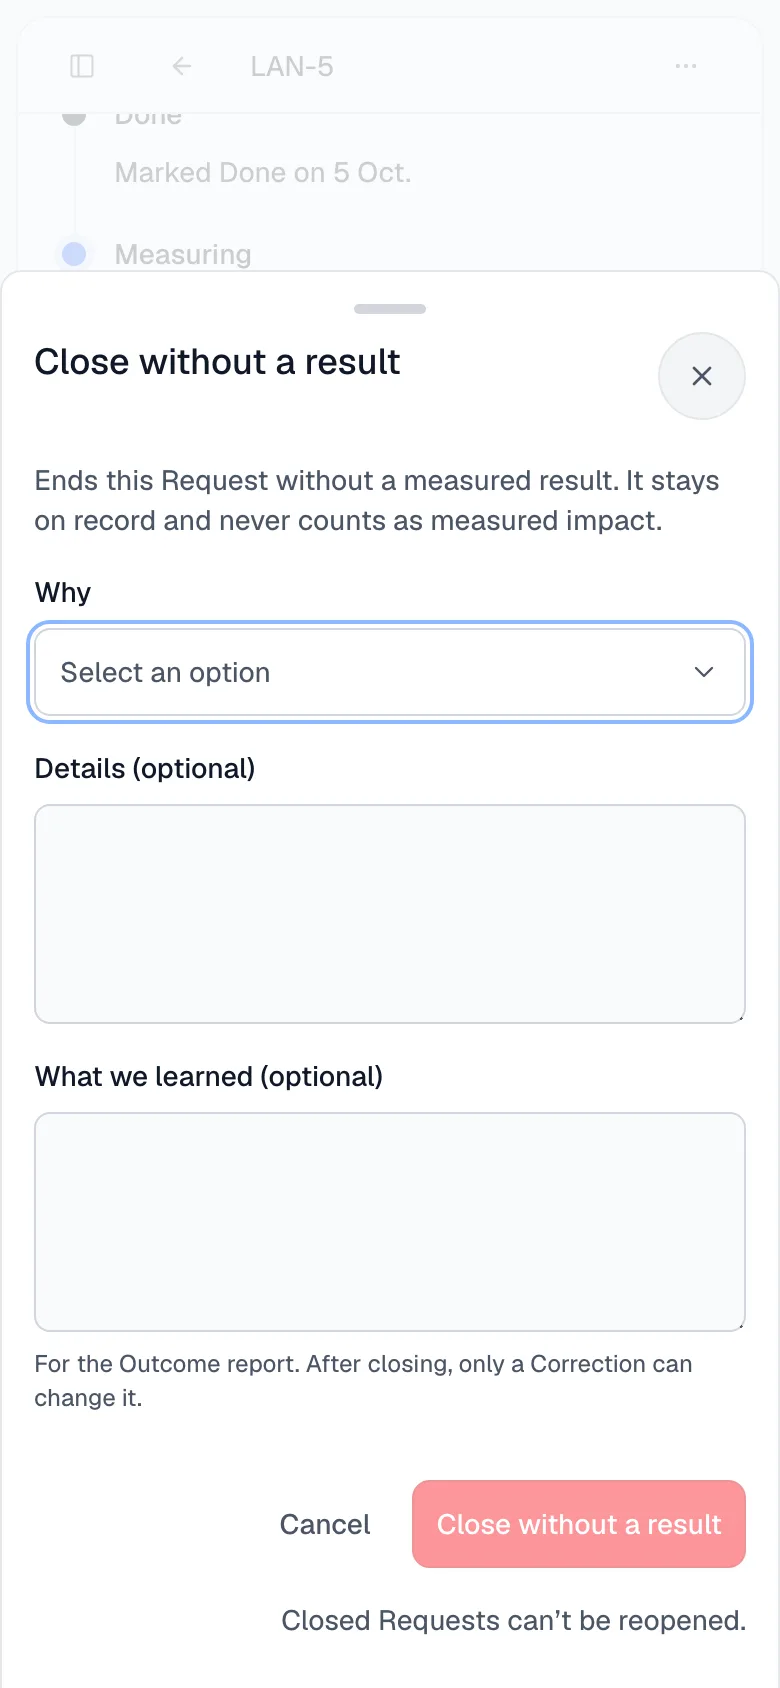 LAN-5
Done
Marked Done on 5 Oct.
Measuring
Close without a result
Ends this Request without a measured result. It stays
on record and never counts as measured impact.
Why
Select an option
Details (optional)
What we learned (optional)
For the Outcome report. After closing, only a Correction can
change it.
Cancel
Close without a result
Closed Requests can’t be reopened.